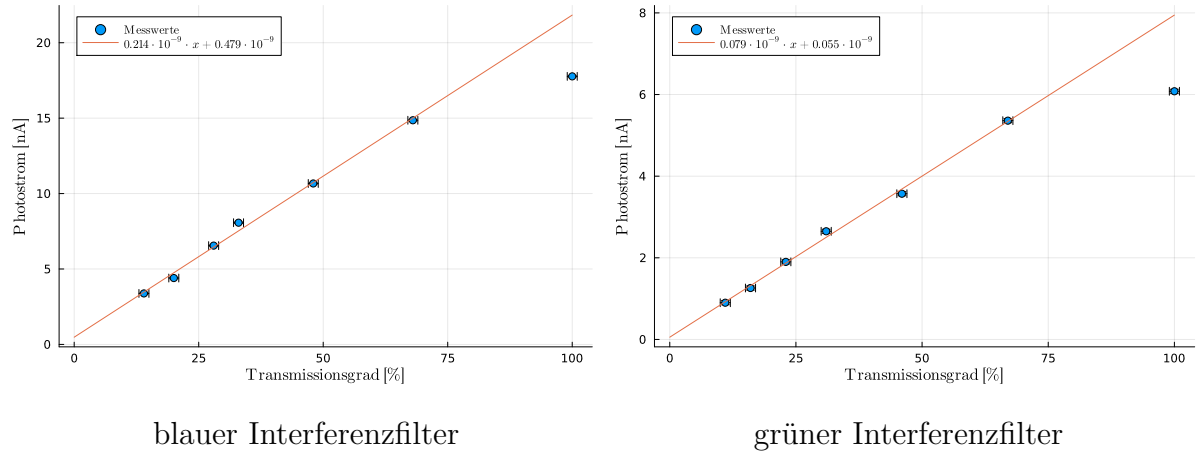 Messwerte
0.214 · 10⁻⁹ · x + 0.479 · 10⁻⁹
Photostrom [nA]
20
15
10
5
0
0 25 50 75 100
Transmissionsgrad [%]
blauer Interferenzfilter
Messwerte
0.079 · 10⁻⁹ · x + 0.055 · 10⁻⁹
Photostrom [nA]
8
6
4
2
0
0 25 50 75 100
Transmissionsgrad [%]
grüner Interferenzfilter